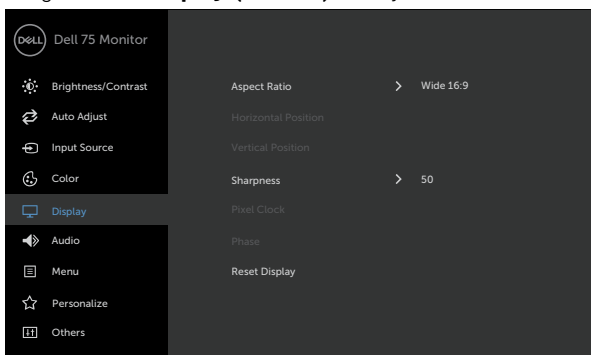 DELL
Dell 75 Monitor
Brightness/Contrast
Auto Adjust
Input Source
Color
Display
Audio
Menu
Personalize
Others
Aspect Ratio > Wide 16:9
Horizontal Position
Vertical Position
Sharpness > 50
Pixel Clock
Phase
Reset Display